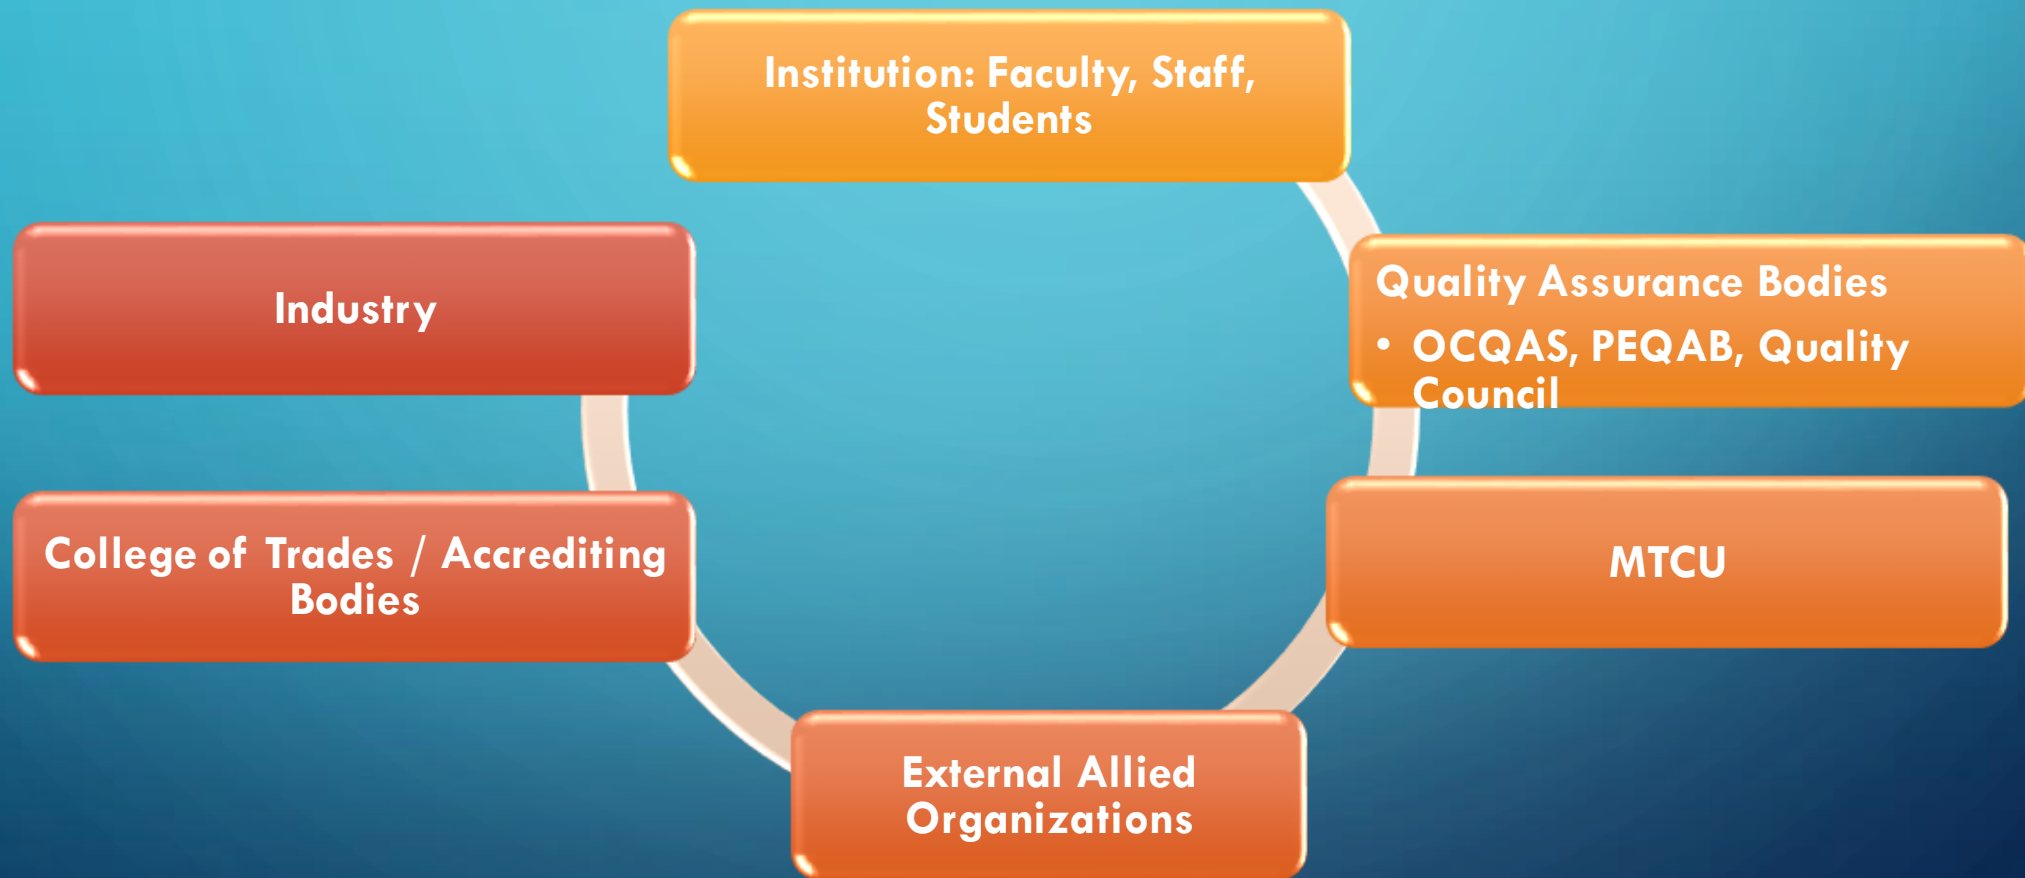 Institution: Faculty, Staff,
Students
Quality Assurance Bodies
• OCQAS, PEQAB, Quality
Council
MTCU
External Allied
Organizations
College of Trades / Accrediting
Bodies
Industry